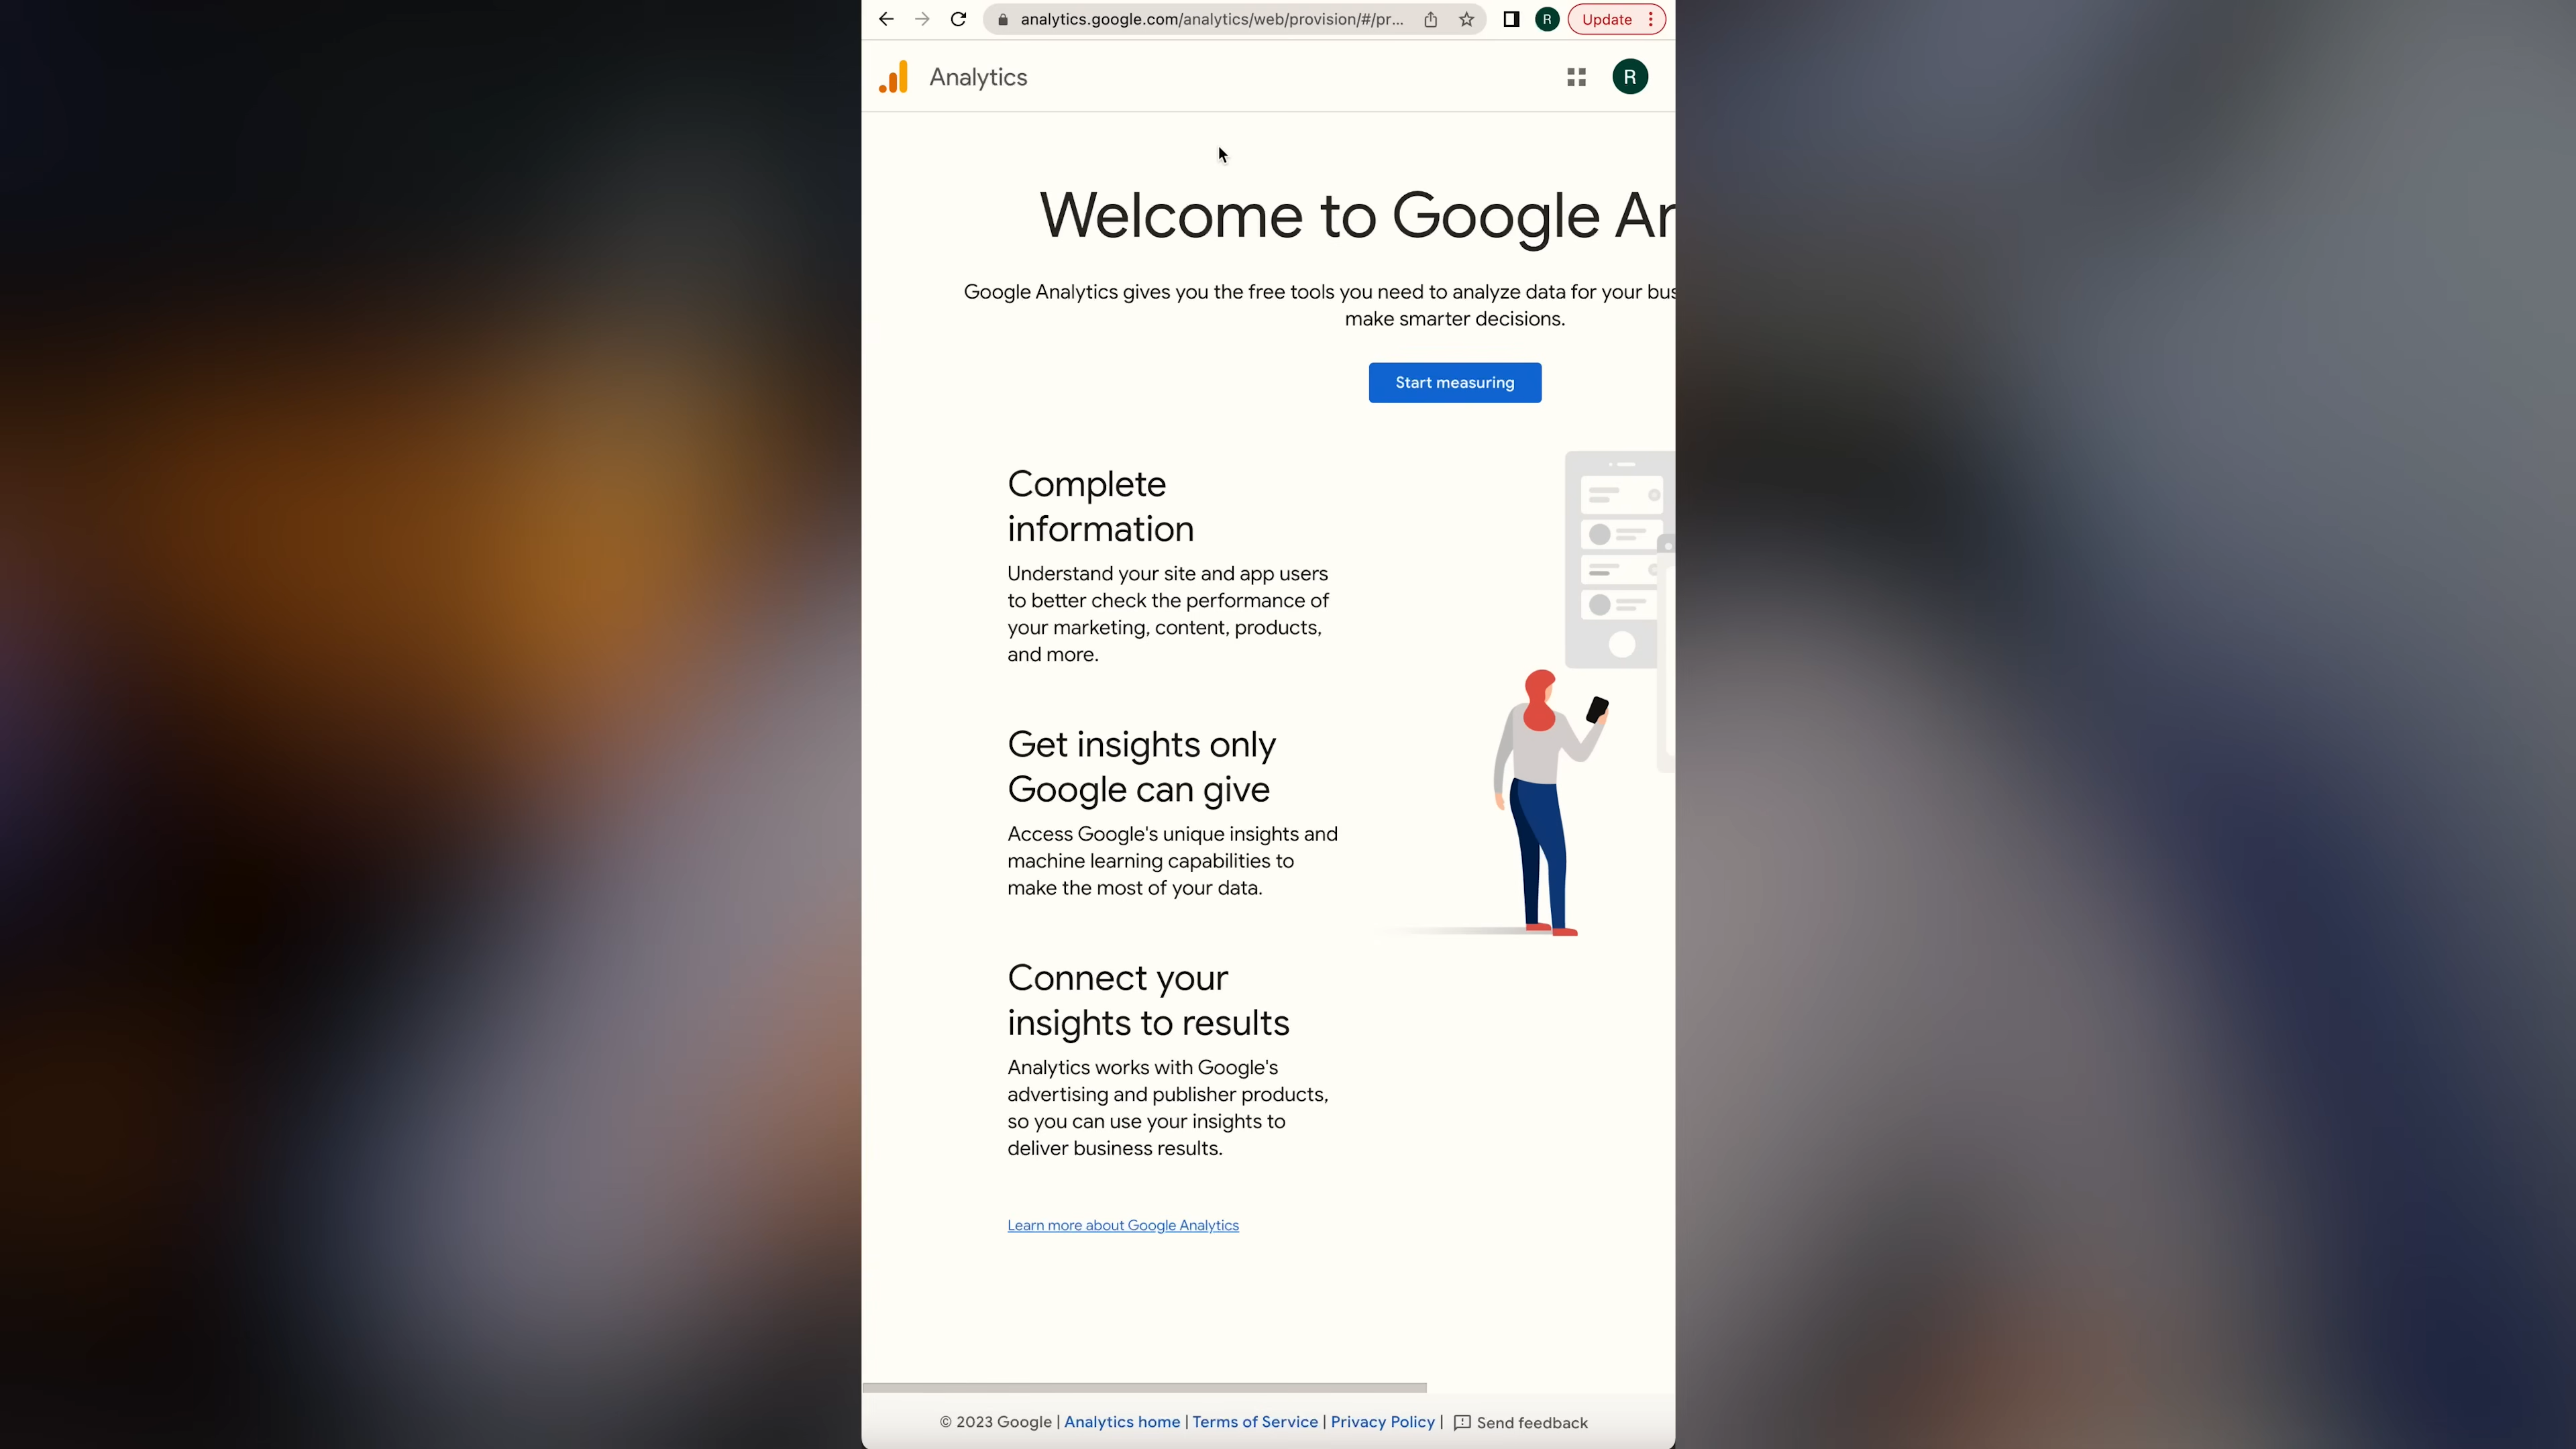 analytics.google.com/analytics/web/provision/#/pr...
R
Update
Analytics
R
Welcome to Google An
Google Analytics gives you the free tools you need to analyze data for your bus
make smarter decisions.
Start measuring
Complete
information
Understand your site and app users
to better check the performance of
your marketing, content, products,
and more.
Get insights only
Google can give
Access Google's unique insights and
machine learning capabilities to
make the most of your data.
Connect your
insights to results
Analytics works with Google's
advertising and publisher products,
so you can use your insights to
deliver business results.
Learn more about Google Analytics
© 2023 Google | Analytics home | Terms of Service | Privacy Policy | Send feedback